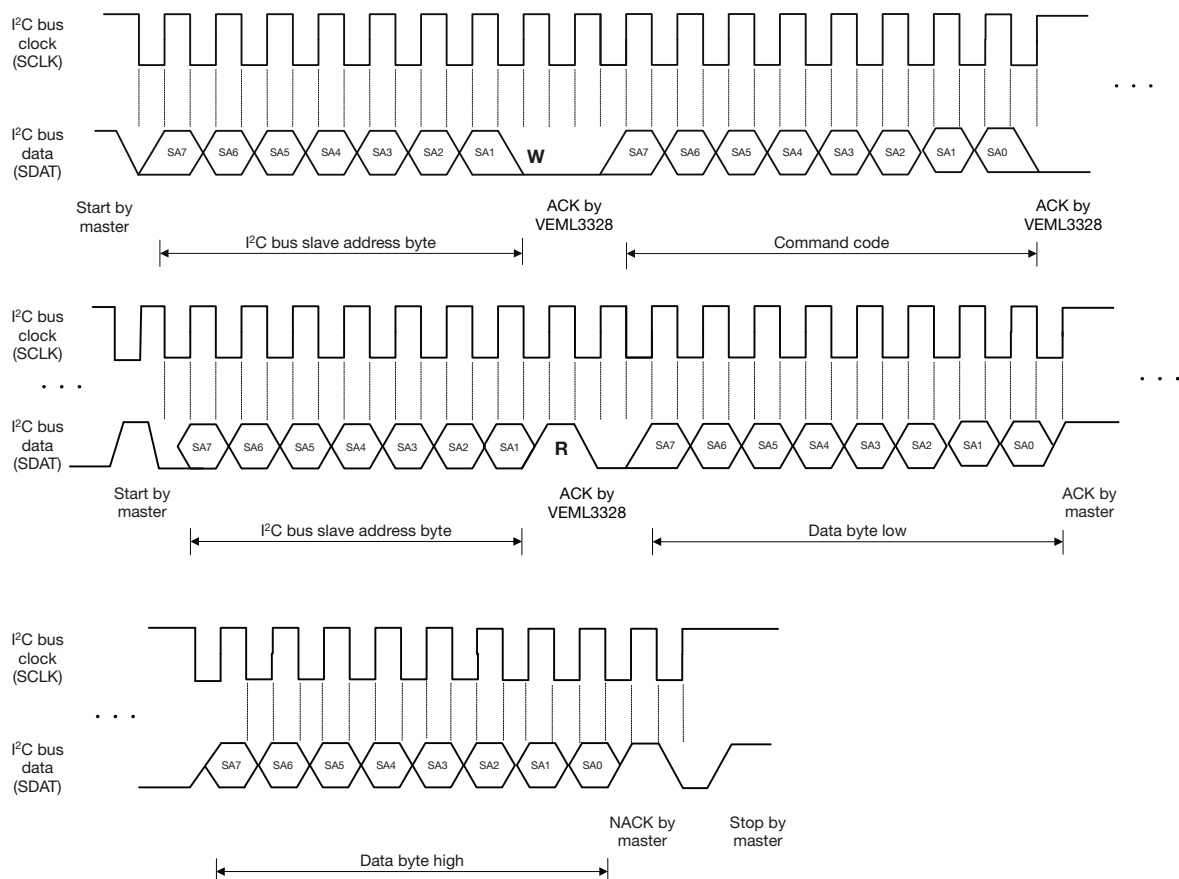 I²C bus
clock
(SCLK)
. . .
I²C bus
data
(SDAT)
SA7 SA6 SA5 SA4 SA3 SA2 SA1 W SA7 SA6 SA5 SA4 SA3 SA2 SA1 SA0
Start by
master
ACK by
VEML3328
ACK by
VEML3328
I²C bus slave address byte
Command code
I²C bus
clock
(SCLK)
. . .
. . .
I²C bus
data
(SDAT)
SA7 SA6 SA5 SA4 SA3 SA2 SA1 R SA7 SA6 SA5 SA4 SA3 SA2 SA1 SA0
Start by
master
ACK by
VEML3328
ACK by
master
I²C bus slave address byte
Data byte low
I²C bus
clock
(SCLK)
. . .
I²C bus
data
(SDAT)
SA7 SA6 SA5 SA4 SA3 SA2 SA1 SA0
NACK by
master
Stop by
master
Data byte high